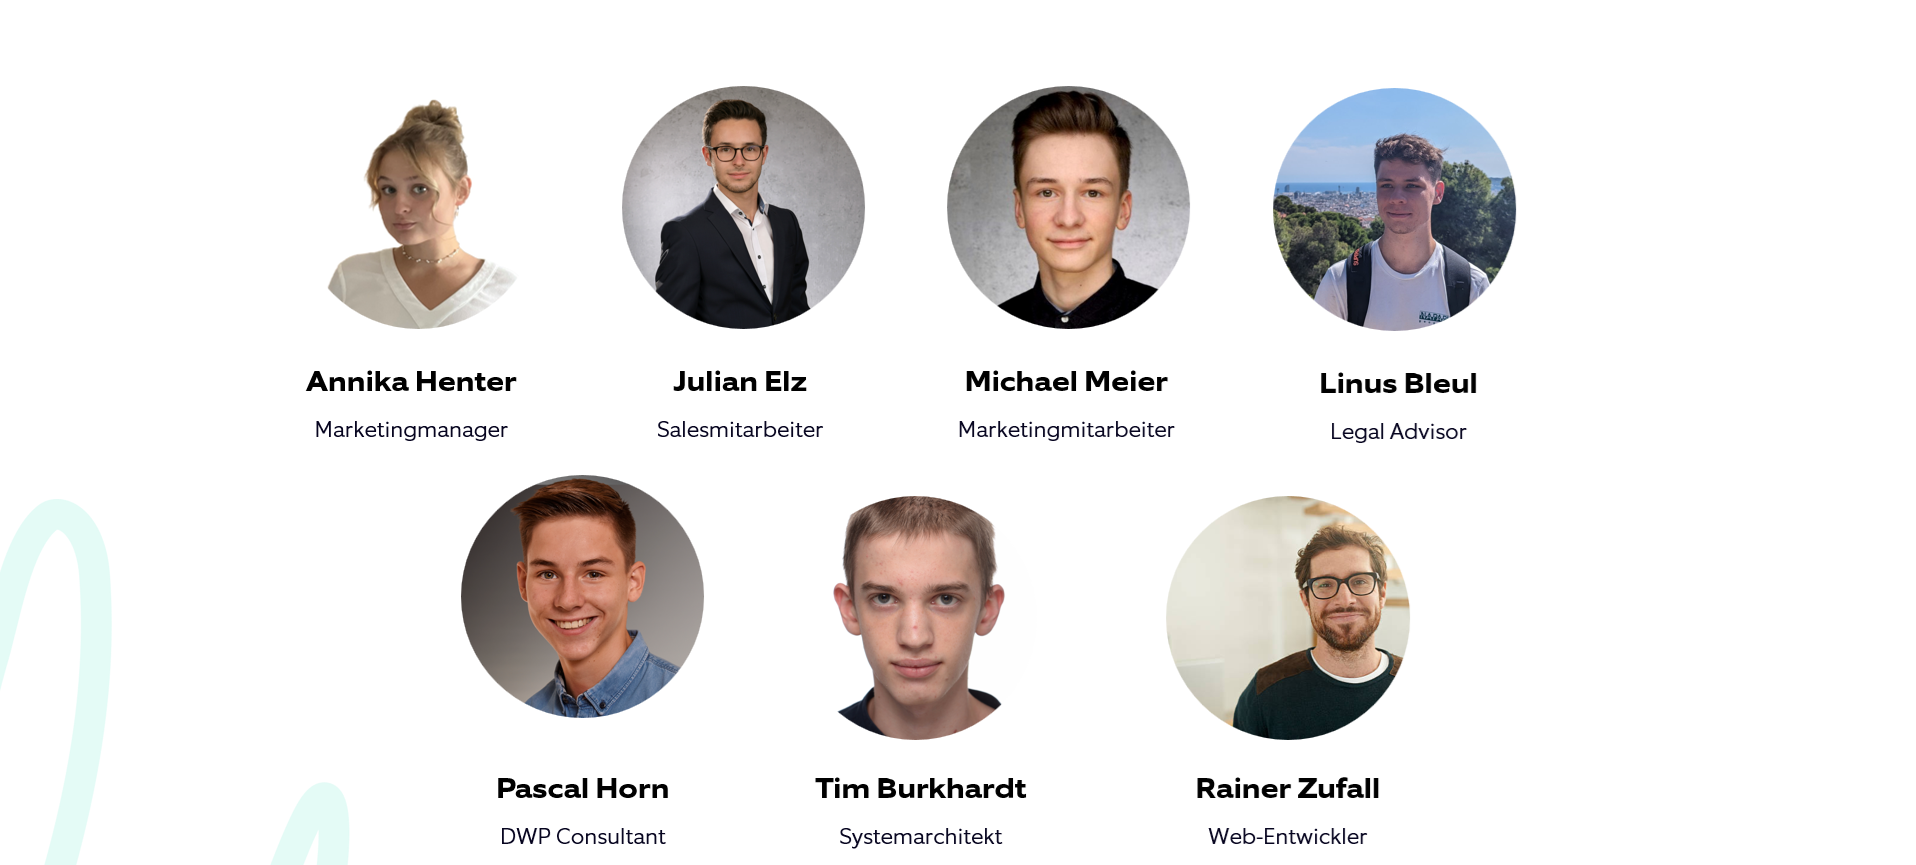 Annika Henter
Marketingmanager
Julian Elz
Salesmitarbeiter
Michael Meier
Marketingmitarbeiter
Linus Bleul
Legal Advisor
Pascal Horn
DWP Consultant
Tim Burkhardt
Systemarchitekt
Rainer Zufall
Web-Entwickler